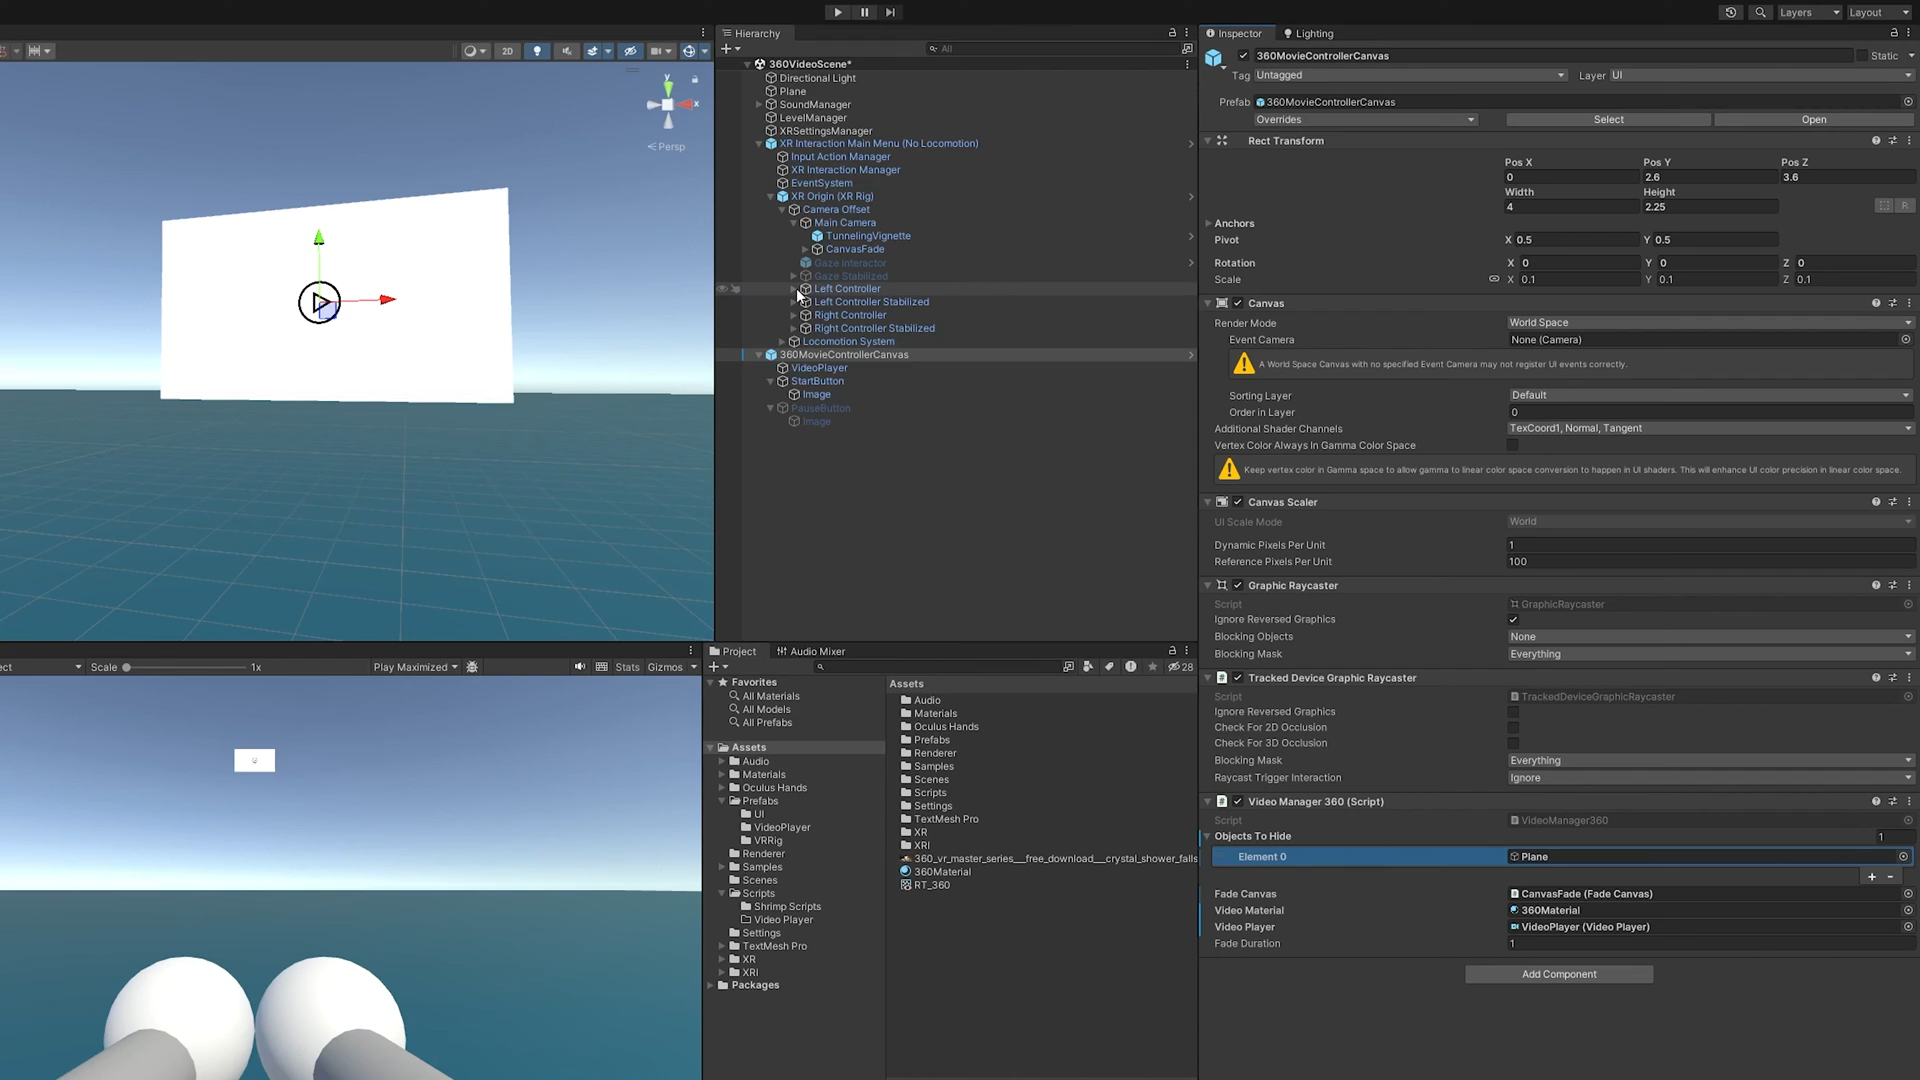 Layers
Layout
2D
y
x
Persp
Hierarchy
All
360VideoScene*
Directional Light
Plane
SoundManager
LevelManager
XRSettingsManager
XR Interaction Main Menu (No Locomotion)
Input Action Manager
XR Interaction Manager
EventSystem
XR Origin (XR Rig)
Camera Offset
Main Camera
TunnelingVignette
CanvasFade
Gaze Interactor
Gaze Stabilized
Left Controller
Left Controller Stabilized
Right Controller
Right Controller Stabilized
Locomotion System
360MovieControllerCanvas
VideoPlayer
StartButton
Image
PauseButton
Image
Inspector
Lighting
360MovieControllerCanvas
Static
Tag Untagged
Layer UI
Prefab 360MovieControllerCanvas
Overrides
Select
Open
Rect Transform
Pos X Pos Y Pos Z
0 2.6 3.6
Width Height
4 2.25
R
Anchors
Pivot X 0.5 Y 0.5
Rotation X 0 Y 0 Z 0
Scale X 0.1 Y 0.1 Z 0.1
Canvas
Render Mode World Space
Event Camera None (Camera)
A World Space Canvas with no specified Event Camera may not register UI events correctly.
Sorting Layer Default
Order in Layer 0
Additional Shader Channels TexCoord1, Normal, Tangent
Vertex Color Always In Gamma Color Space
Keep vertex color in Gamma space to allow gamma to linear color space conversion to happen in UI shaders. This will enhance UI color precision in linear color space.
Canvas Scaler
UI Scale Mode World
Dynamic Pixels Per Unit 1
Reference Pixels Per Unit 100
Graphic Raycaster
Script GraphicRaycaster
Ignore Reversed Graphics
Blocking Objects None
Blocking Mask Everything
Tracked Device Graphic Raycaster
Script TrackedDeviceGraphicRaycaster
Ignore Reversed Graphics
Check For 2D Occlusion
Check For 3D Occlusion
Blocking Mask Everything
Raycast Trigger Interaction Ignore
Video Manager 360 (Script)
Script VideoManager360
Objects To Hide 1
Element 0 Plane
+ -
Fade Canvas CanvasFade (Fade Canvas)
Video Material 360Material
Video Player VideoPlayer (Video Player)
Fade Duration 1
Add Component
ect
Scale 1x
Play Maximized
Stats
Gizmos
Project
Audio Mixer
28
Favorites
All Materials
All Models
All Prefabs
Assets
Audio
Materials
Oculus Hands
Prefabs
UI
VideoPlayer
VRRig
Renderer
Samples
Scenes
Scripts
Shrimp Scripts
Video Player
Settings
TextMesh Pro
XR
XRI
Packages
Assets
Audio
Materials
Oculus Hands
Prefabs
Renderer
Samples
Scenes
Scripts
Settings
TextMesh Pro
XR
XRI
360_vr_master_series__free_download__crystal_shower_falls
360Material
RT_360